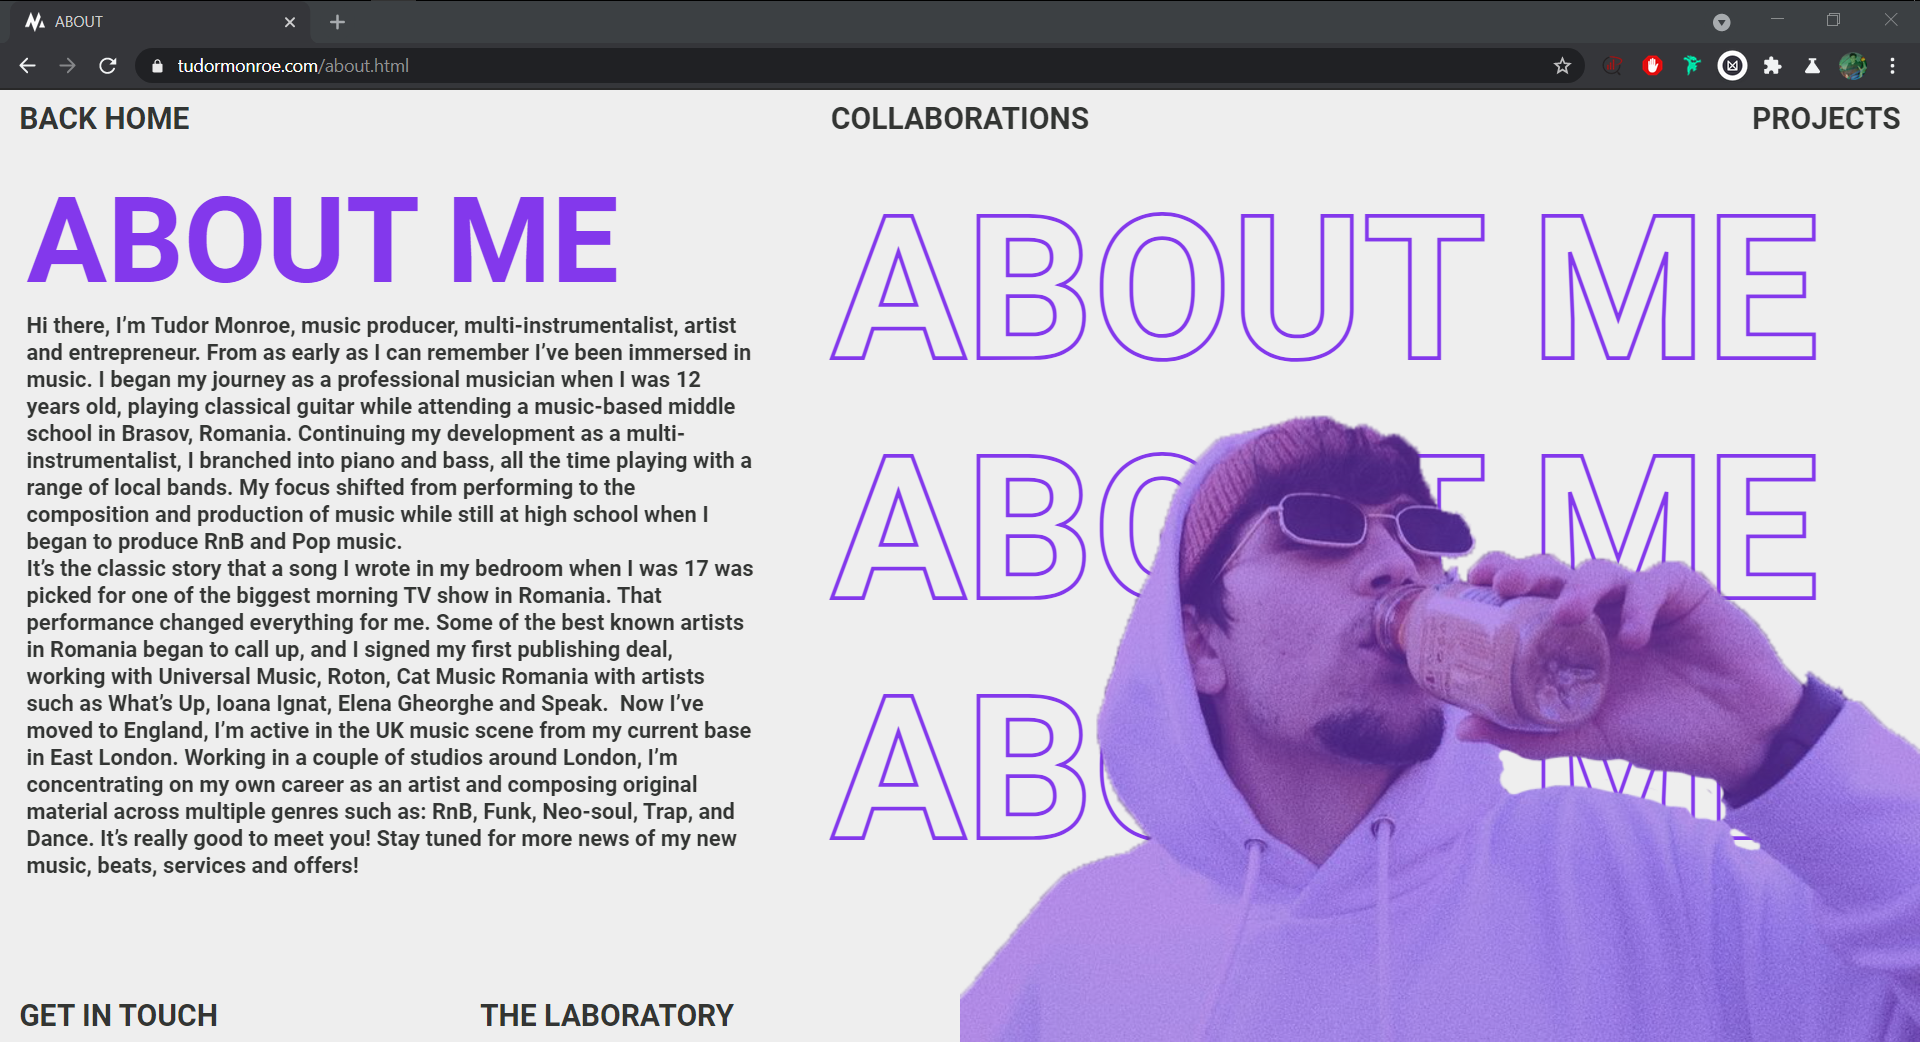 ABOUT
tudormonroe.com/about.html
BACK HOME
COLLABORATIONS
PROJECTS
ABOUT ME
Hi there, I’m Tudor Monroe, music producer, multi-instrumentalist, artist
and entrepreneur. From as early as I can remember I’ve been immersed in
music. I began my journey as a professional musician when I was 12
years old, playing classical guitar while attending a music-based middle
school in Brasov, Romania. Continuing my development as a multi-
instrumentalist, I branched into piano and bass, all the time playing with a
range of local bands. My focus shifted from performing to the
composition and production of music while still at high school when I
began to produce RnB and Pop music.
It’s the classic story that a song I wrote in my bedroom when I was 17 was
picked for one of the biggest morning TV show in Romania. That
performance changed everything for me. Some of the best known artists
in Romania began to call up, and I signed my first publishing deal,
working with Universal Music, Roton, Cat Music Romania with artists
such as What’s Up, Ioana Ignat, Elena Gheorghe and Speak.  Now I’ve
moved to England, I’m active in the UK music scene from my current base
in East London. Working in a couple of studios around London, I’m
concentrating on my own career as an artist and composing original
material across multiple genres such as: RnB, Funk, Neo-soul, Trap, and
Dance. It’s really good to meet you! Stay tuned for more news of my new
music, beats, services and offers!
ABOUT ME
ABOUT ME
ABOUT ME
GET IN TOUCH
THE LABORATORY